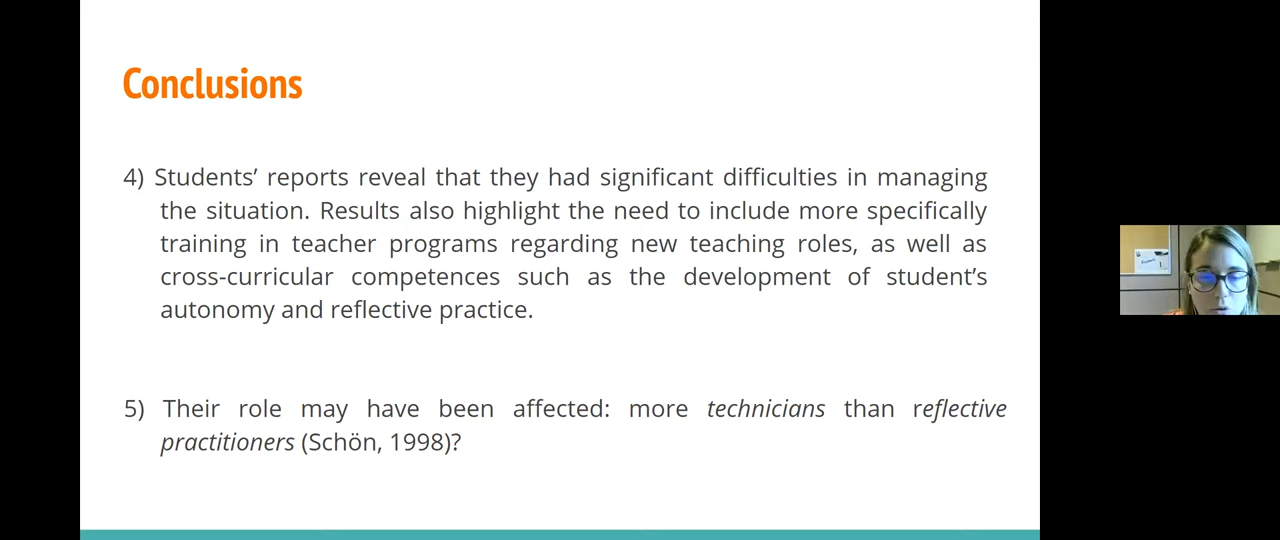 Conclusions
4) Students’ reports reveal that they had significant difficulties in managing
the situation. Results also highlight the need to include more specifically
training in teacher programs regarding new teaching roles, as well as
cross-curricular competences such as the development of student’s
autonomy and reflective practice.
5) Their role may have been affected: more technicians than reflective
practitioners (Schön, 1998)?